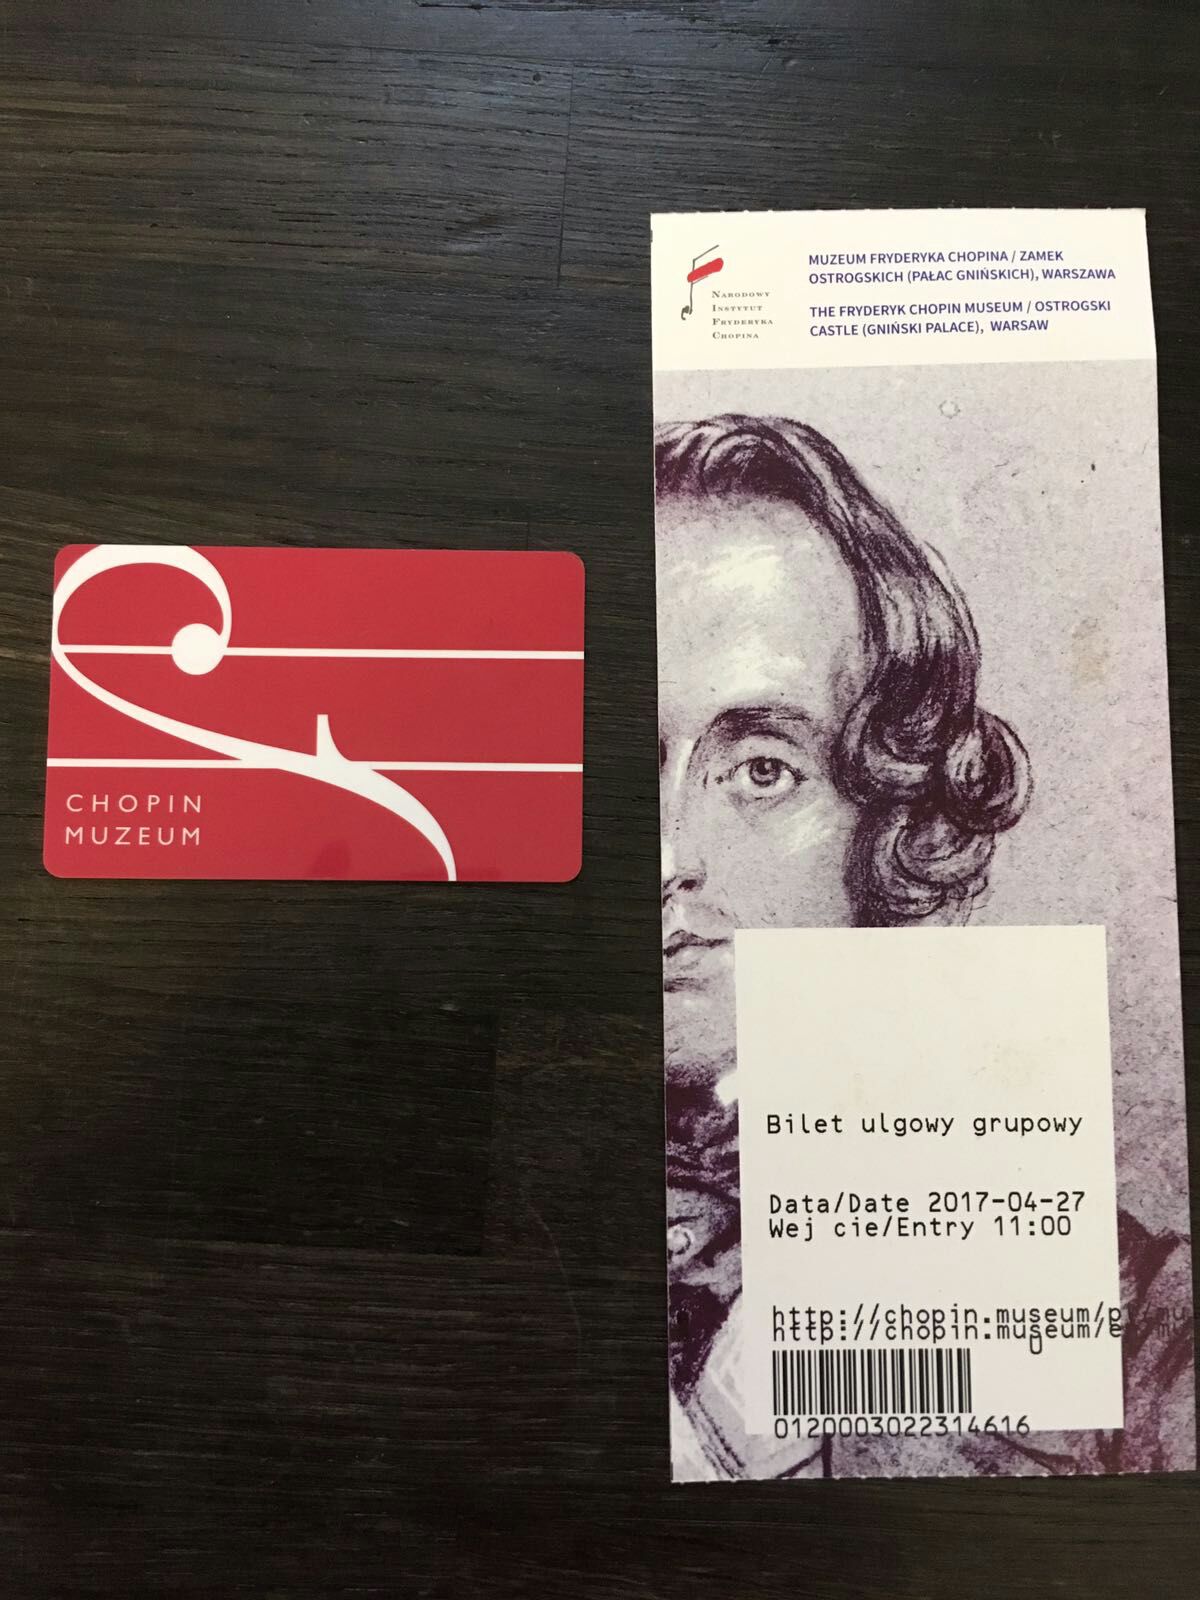 CHOPIN
MUZEUM
NARODOWY
INSTYTUT
FRYDERYKA
CHOPINA
MUZEUM FRYDERYKA CHOPINA / ZAMEK
OSTROGSKICH (PAŁAC GNIŃSKICH), WARSZAWA
THE FRYDERYK CHOPIN MUSEUM / OSTROGSKI
CASTLE (GNIŃSKI PALACE), WARSAW
Bilet ulgowy grupowy
Data/Date 2017-04-27
Wej cie/Entry 11:00
http://chopin.museum/pl/mu
http://chopin.museum/e
0120003022314616